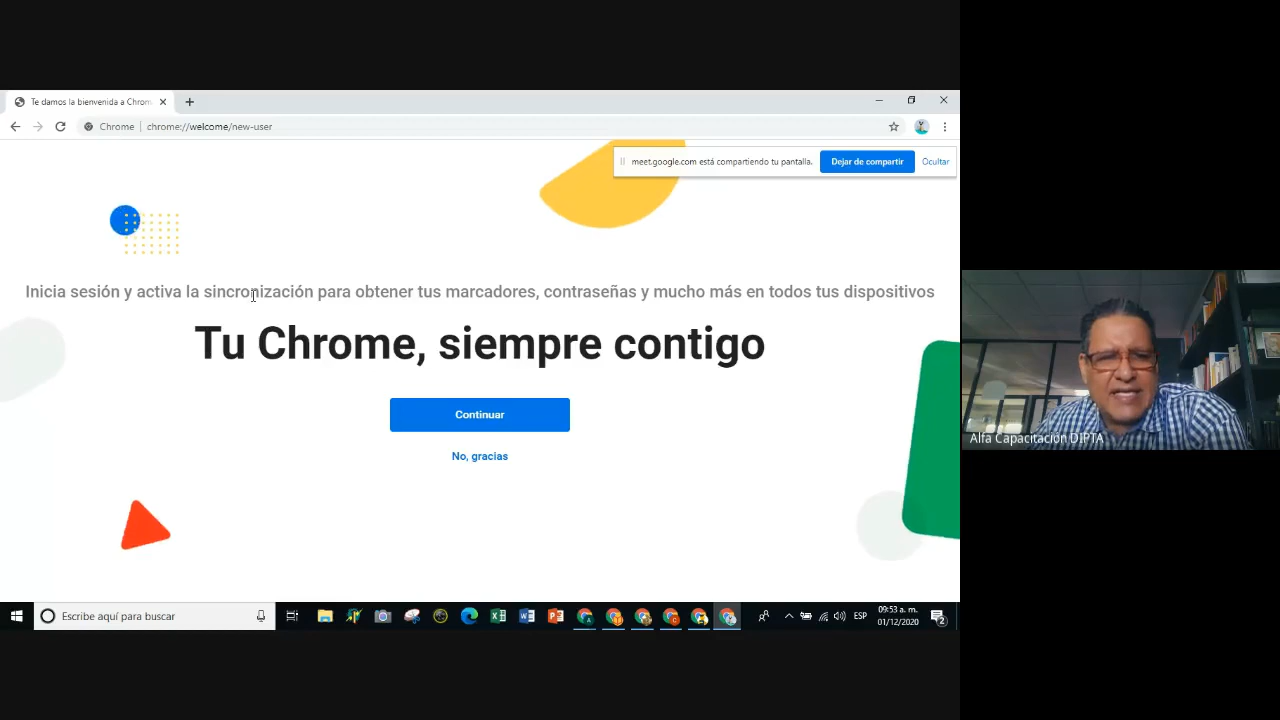 Te damos la bienvenida a Chrom
Chrome | chrome://welcome/new-user
meet.google.com está compartiendo tu pantalla.
Dejar de compartir
Ocultar
Inicia sesión y activa la sincronización para obtener tus marcadores, contraseñas y mucho más en todos tus dispositivos
Tu Chrome, siempre contigo
Continuar
No, gracias
Alfa Capacitación DIPTA
Escribe aquí para buscar
ESP
09:53 a. m.
01/12/2020
2